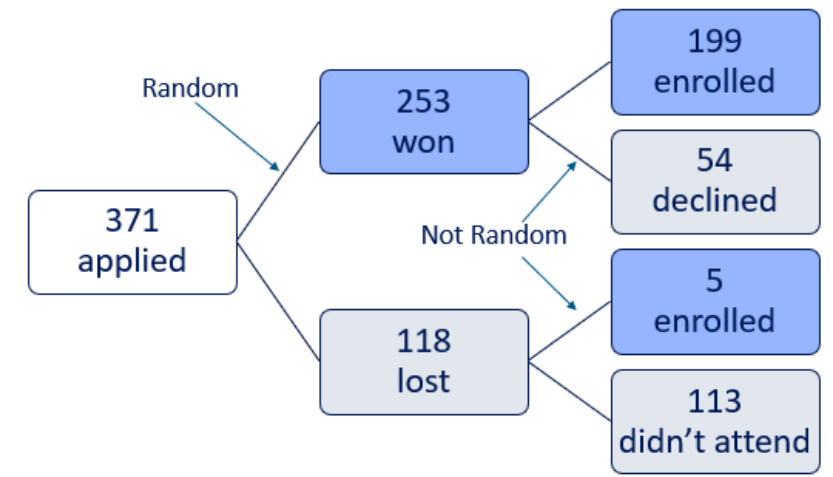 Random
371
applied
253
won
118
lost
Not Random
199
enrolled
54
declined
5
enrolled
113
didn't attend